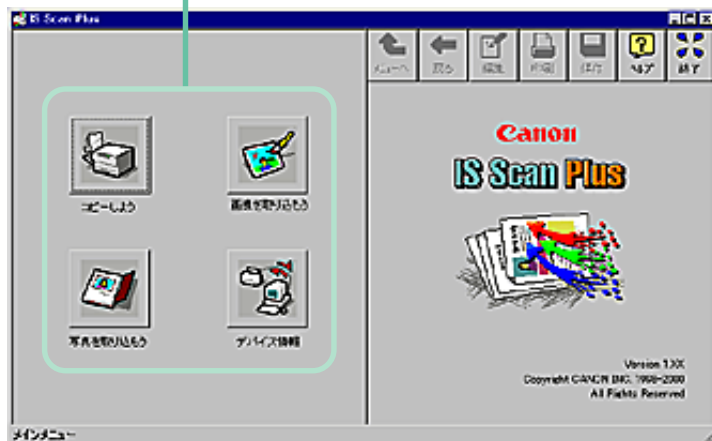 IS Scan Plus
メニューへ 戻る 編集 印刷 保存 ヘルプ 終了
コピーしよう
画像を取り込もう
写真を取り込もう
デバイス情報
Canon
IS Scan Plus
Version 1.XX
Copyright CANON INC. 1998-2000
All Rights Reserved
メインメニュー